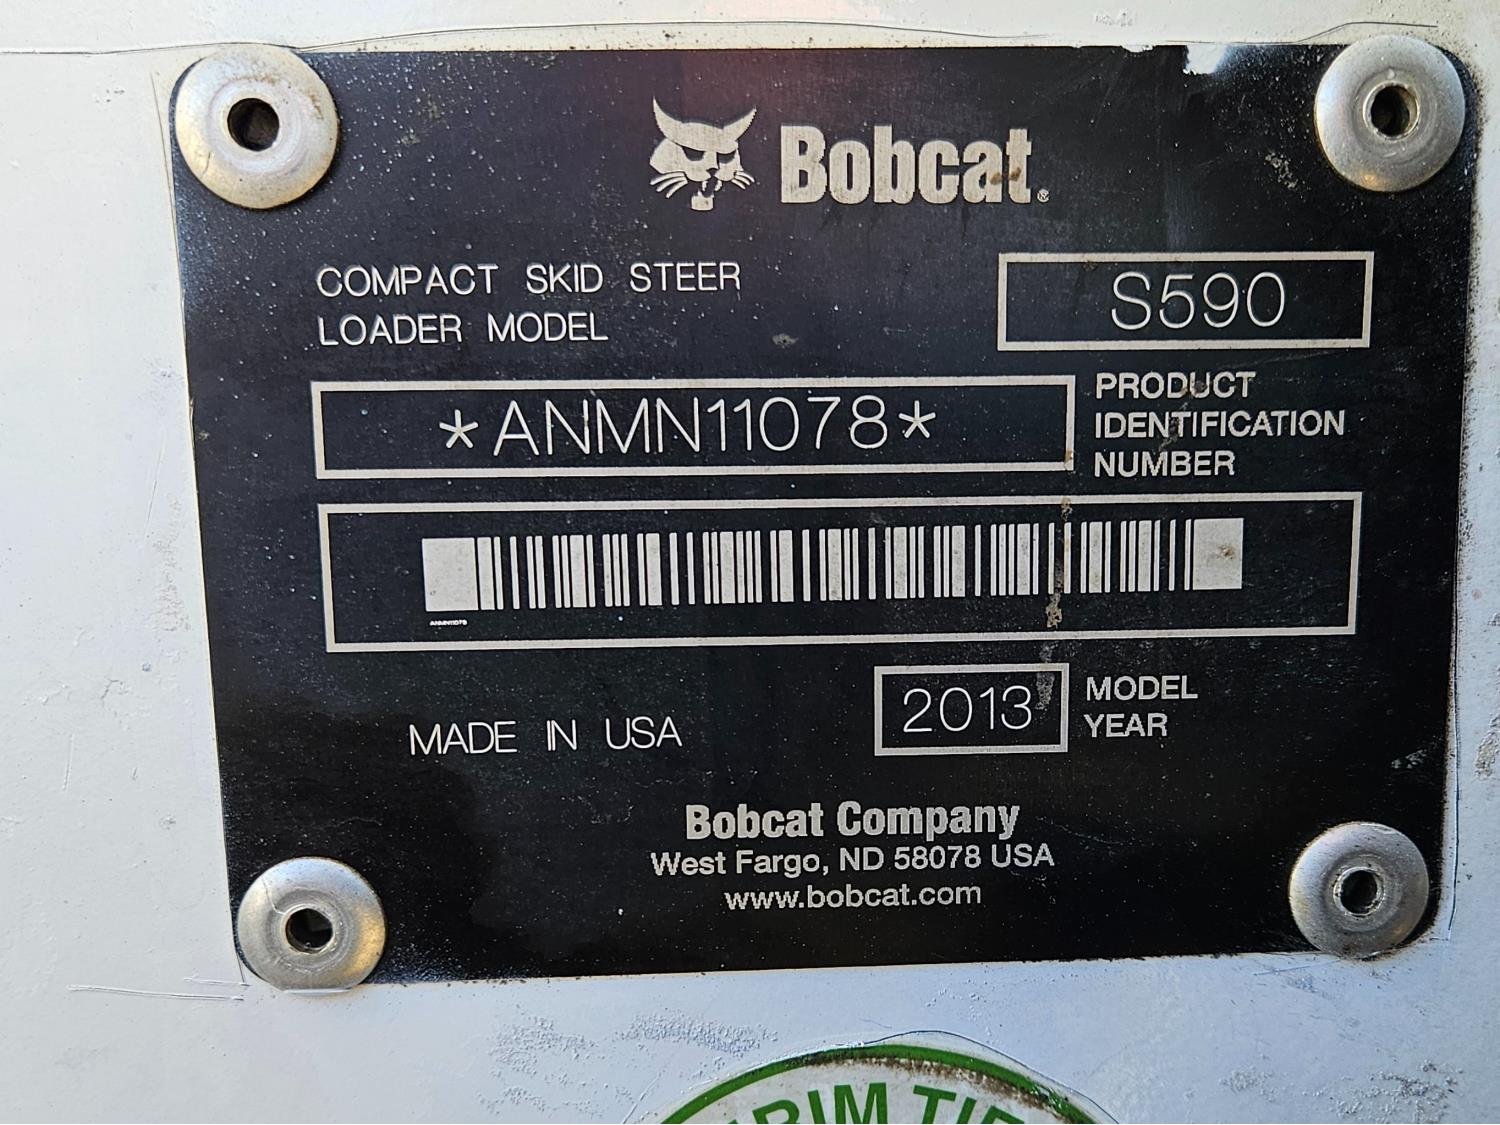 Bobcat®
COMPACT SKID STEER
LOADER MODEL
S590
*ANMN11078*
PRODUCT
IDENTIFICATION
NUMBER
ANMN11078
MADE IN USA
2013
MODEL
YEAR
Bobcat Company
West Fargo, ND 58078 USA
www.bobcat.com